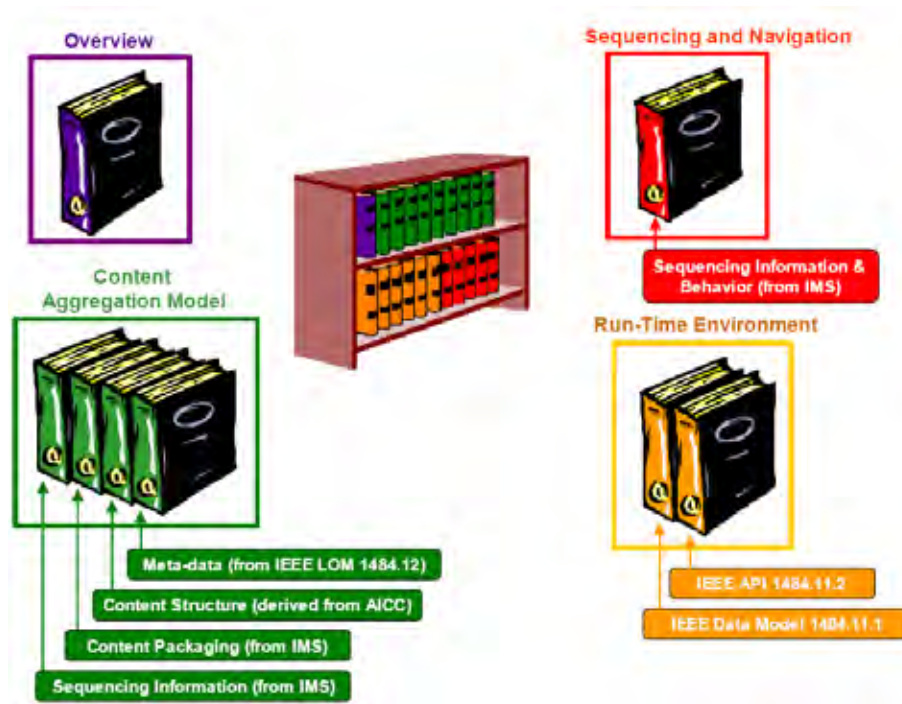 Overview
Sequencing and Navigation
Sequencing Information &
Behavior (from IMS)
Content
Aggregation Model
Run-Time Environment
Meta-data (from IEEE LOM 1484.12)
Content Structure (derived from AICC)
Content Packaging (from IMS)
Sequencing Information (from IMS)
IEEE API 1484.11.2
IEEE Data Model 1484.11.1